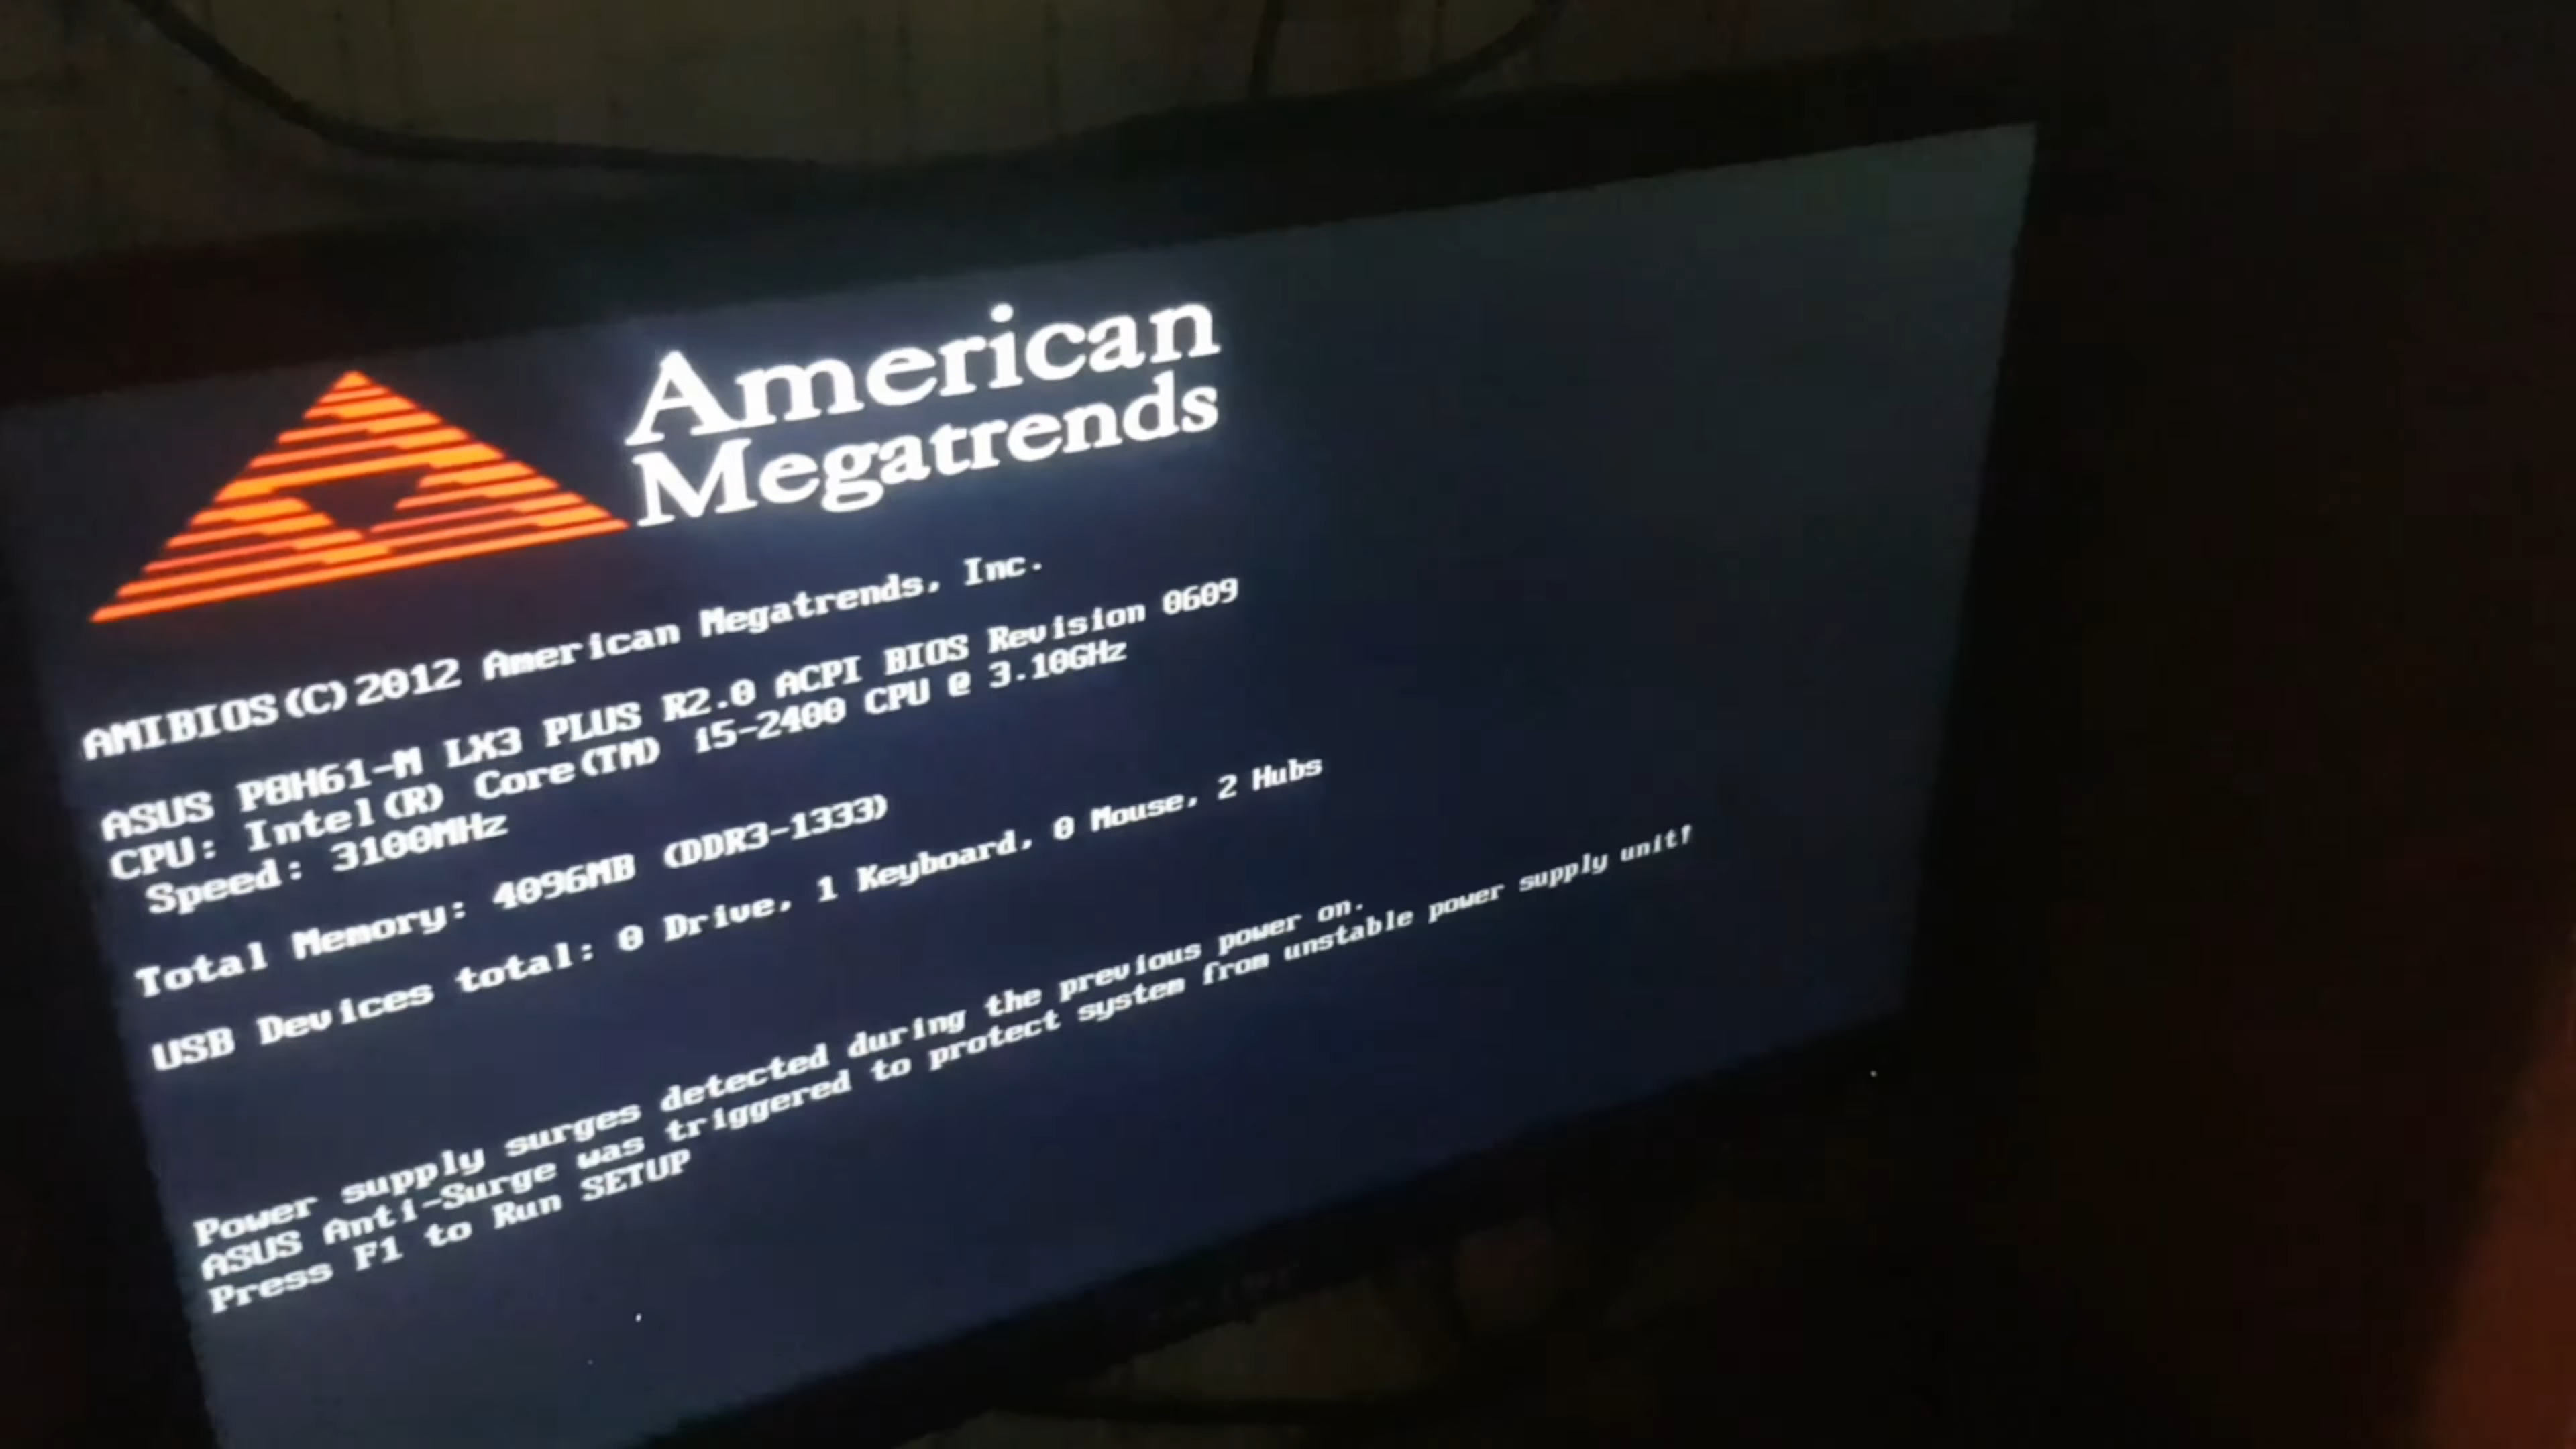 American
Megatrends
AMIBIOS(C)2012 American Megatrends, Inc.
ASUS P8H61-M LX3 PLUS R2.0 ACPI BIOS Revision 0609
CPU: Intel(R) Core(TM) i5-2400 CPU @ 3.10GHz
Speed: 3100MHz
Total Memory: 4096MB (DDR3-1333)
USB Devices total: 0 Drive, 1 Keyboard, 0 Mouse, 2 Hubs
Power supply surges detected during the previous power on.
ASUS Anti-Surge was triggered to protect system from unstable power supply unit!
Press F1 to Run SETUP